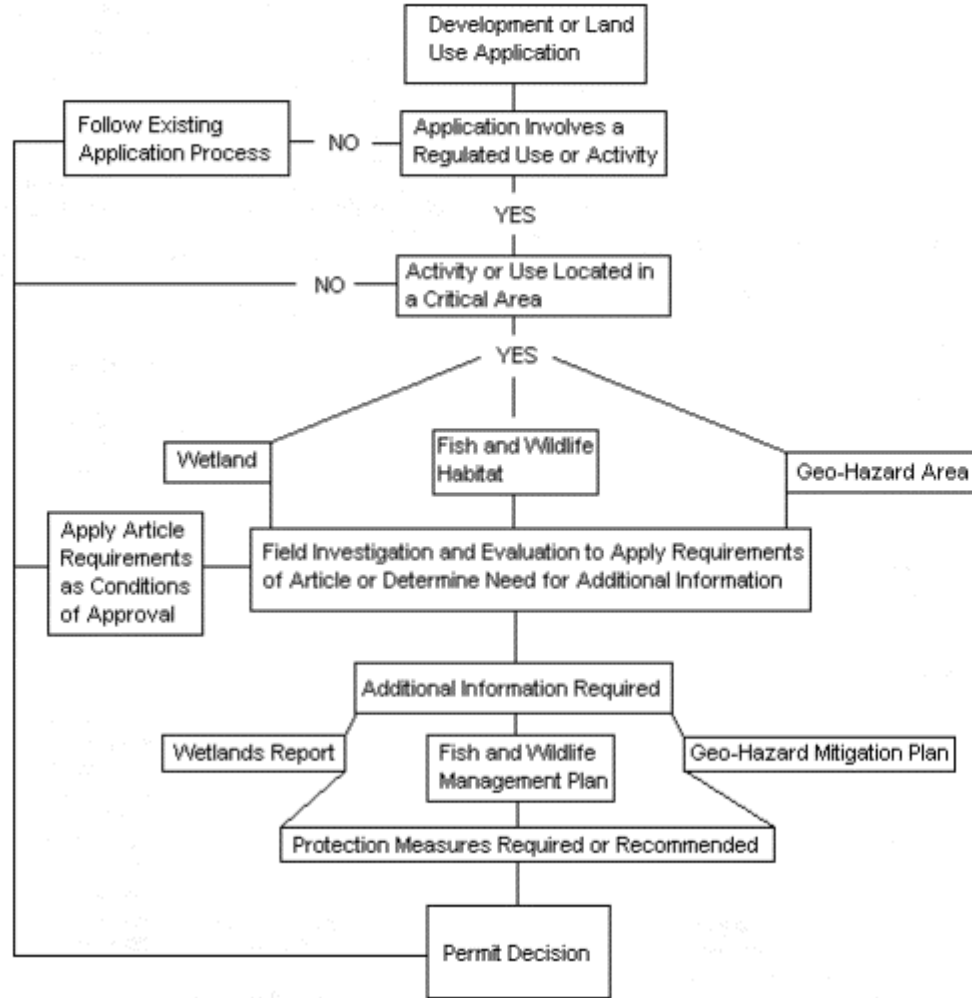 Development or Land
Use Application
Follow Existing
Application Process
NO
Application Involves a
Regulated Use or Activity
YES
NO
Activity or Use Located in
a Critical Area
YES
Wetland
Fish and Wildlife
Habitat
Geo-Hazard Area
Apply Article
Requirements
as Conditions
of Approval
Field Investigation and Evaluation to Apply Requirements
of Article or Determine Need for Additional Information
Additional Information Required
Wetlands Report
Fish and Wildlife
Management Plan
Geo-Hazard Mitigation Plan
Protection Measures Required or Recommended
Permit Decision